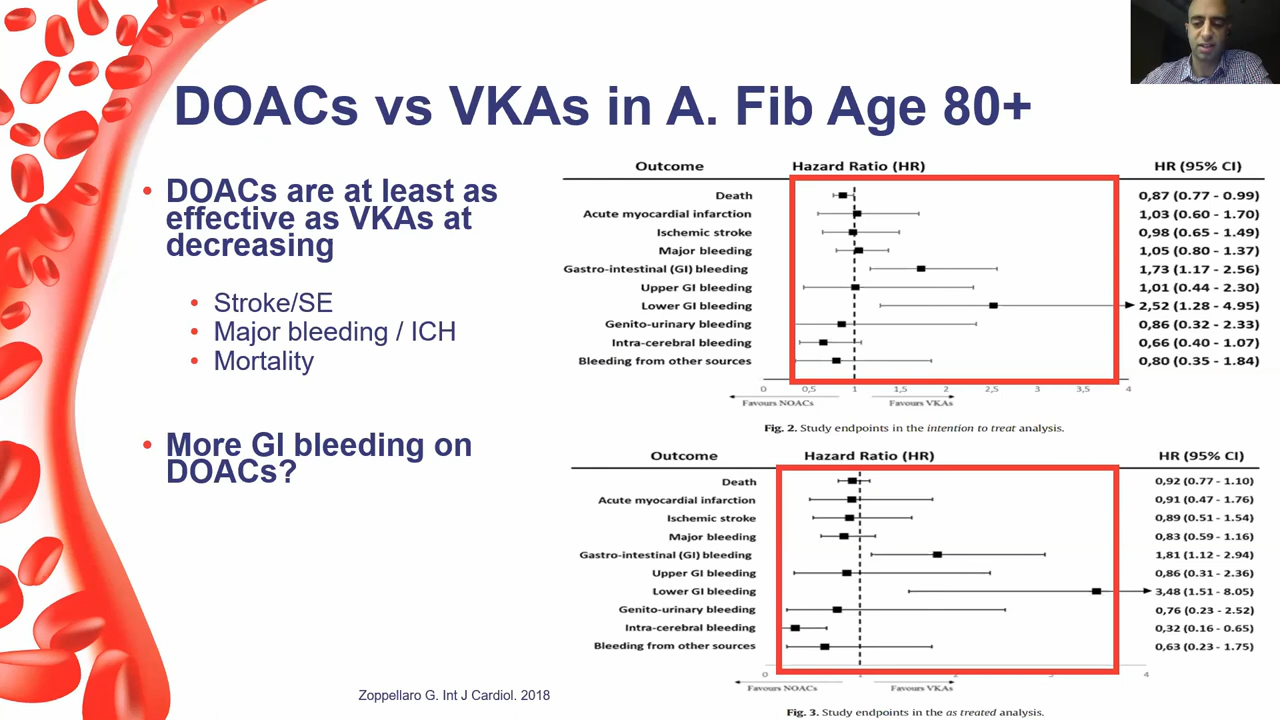 DOACs vs VKAs in A. Fib Age 80+
• DOACs are at least as
effective as VKAs at
decreasing
• Stroke/SE
• Major bleeding / ICH
• Mortality
• More GI bleeding on
DOACs?
Zoppellaro G. Int J Cardiol. 2018
Outcome Hazard Ratio (HR) HR (95% CI)
Death 0,87 (0.77 - 0.99)
Acute myocardial infarction 1,03 (0.60 - 1.70)
Ischemic stroke 0,98 (0.65 - 1.49)
Major bleeding 1,05 (0.80 - 1.37)
Gastro-intestinal (GI) bleeding 1,73 (1.17 - 2.56)
Upper GI bleeding 1,01 (0.44 - 2.30)
Lower GI bleeding 2,52 (1.28 - 4.95)
Genito-urinary bleeding 0,86 (0.32 - 2.33)
Intra-cerebral bleeding 0,66 (0.40 - 1.07)
Bleeding from other sources 0,80 (0.35 - 1.84)
0 0,5 1 1,5 2 2,5 3 3,5 4
Favours NOACs Favours VKAs
Fig. 2. Study endpoints in the intention to treat analysis.
Outcome Hazard Ratio (HR) HR (95% CI)
Death 0,92 (0.77 - 1.10)
Acute myocardial infarction 0,91 (0.47 - 1.76)
Ischemic stroke 0,89 (0.51 - 1.54)
Major bleeding 0,83 (0.59 - 1.16)
Gastro-intestinal (GI) bleeding 1,81 (1.12 - 2.94)
Upper GI bleeding 0,86 (0.31 - 2.36)
Lower GI bleeding 3,48 (1.51 - 8.05)
Genito-urinary bleeding 0,76 (0.23 - 2.52)
Intra-cerebral bleeding 0,32 (0.16 - 0.65)
Bleeding from other sources 0,63 (0.23 - 1.75)
0 4
Favours NOACs Favours VKAs
Fig. 3. Study endpoints in the as treated analysis.